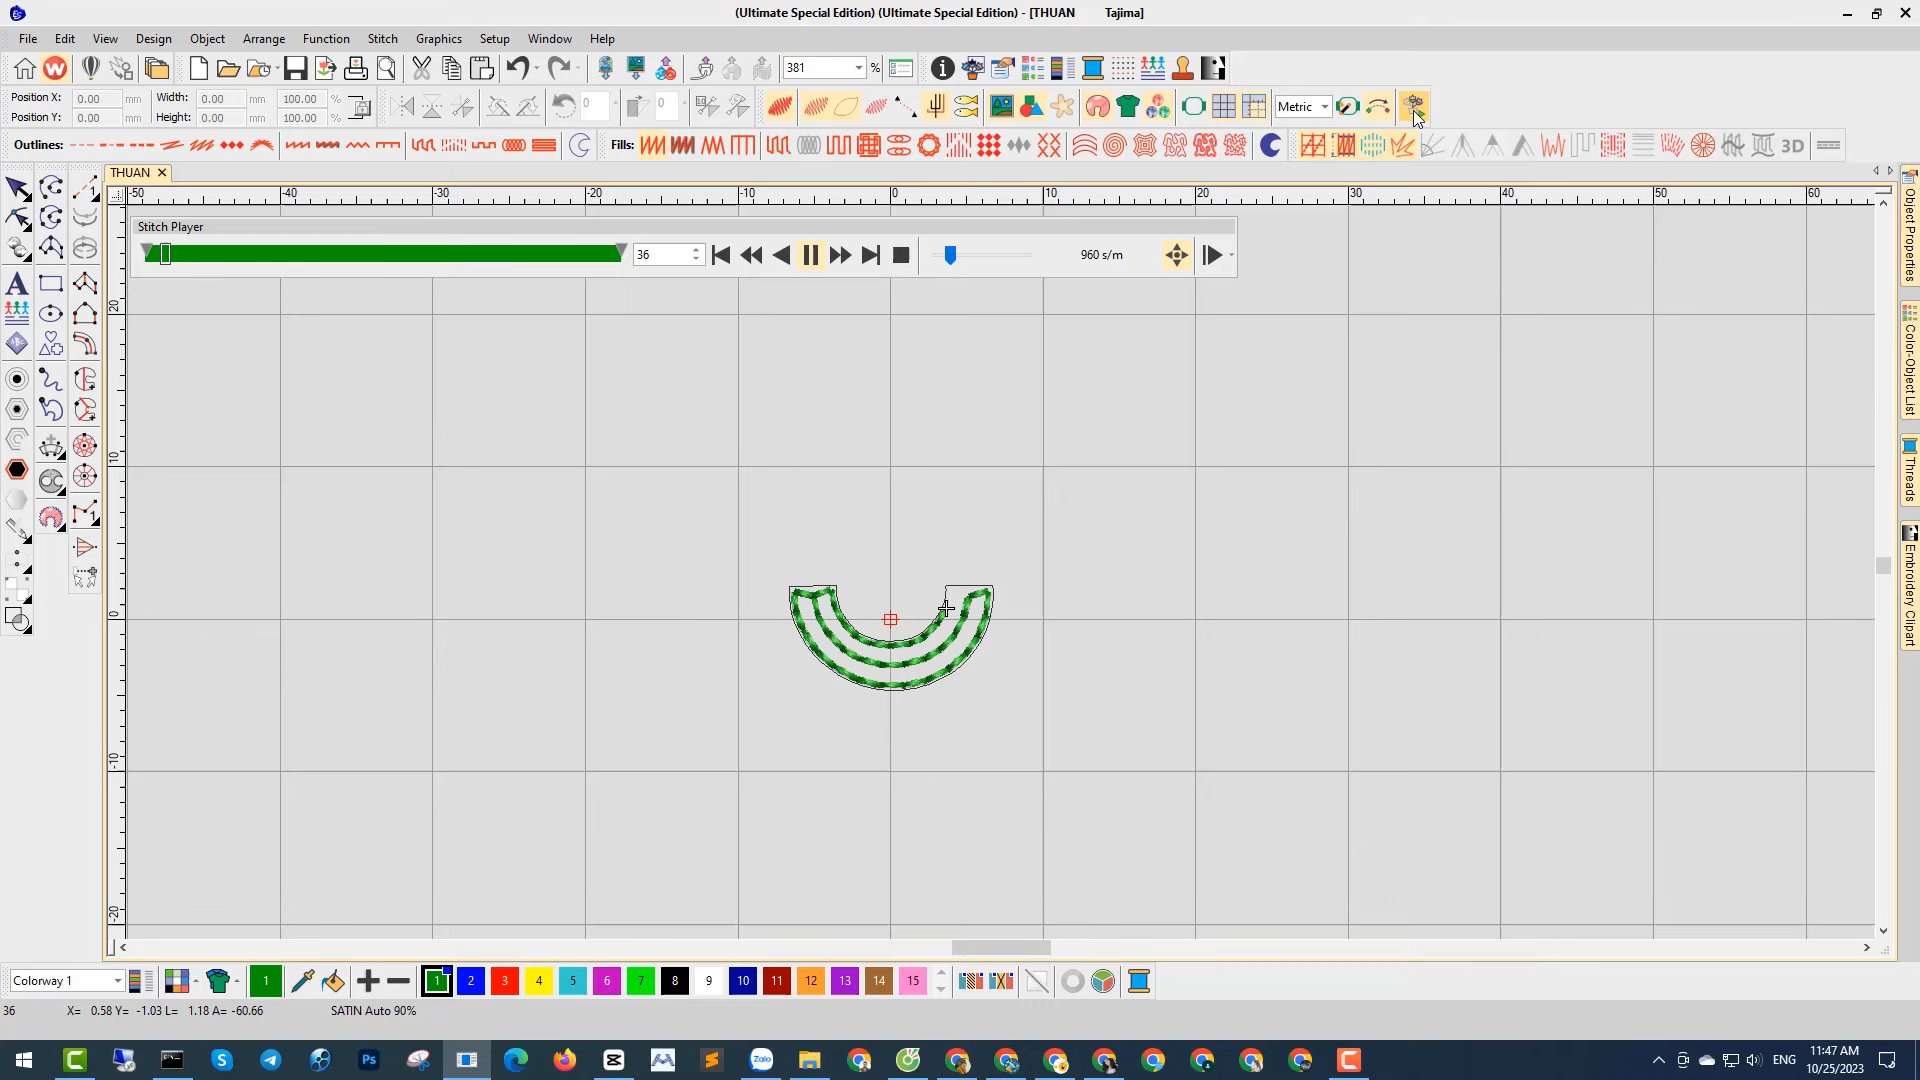 (Ultimate Special Edition) (Ultimate Special Edition) - [THUAN Tajima]
File Edit View Design Object Arrange Function Stitch Graphics Setup Window Help
381 %
Position X: 0.00 mm Width: 0.00 mm 100.00 % 0 0 Metric
Position Y: 0.00 mm Height: 0.00 mm 100.00 %
Outlines: Fills: 3D
THUAN
-50 -40 -30 -20 -10 0 10 20 30 40 50 60
Stitch Player
36 960 s/m
20
10
0
-10
-20
Object Properties
Color-Object List
Threads
Embroidery Clipart
Colorway 1 1 1 2 3 4 5 6 7 8 9 10 11 12 13 14 15
36 X= 0.58 Y= -1.03 L= 1.18 A= -60.66 SATIN Auto 90%
ENG
11:47 AM
10/25/2023